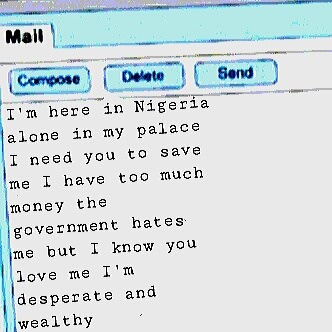 Mail
Compose Delete Send
I'm here in Nigeria
alone in my palace
I need you to save
me I have too much
money the
government hates
me but I know you
love me I'm
desperate and
wealthy